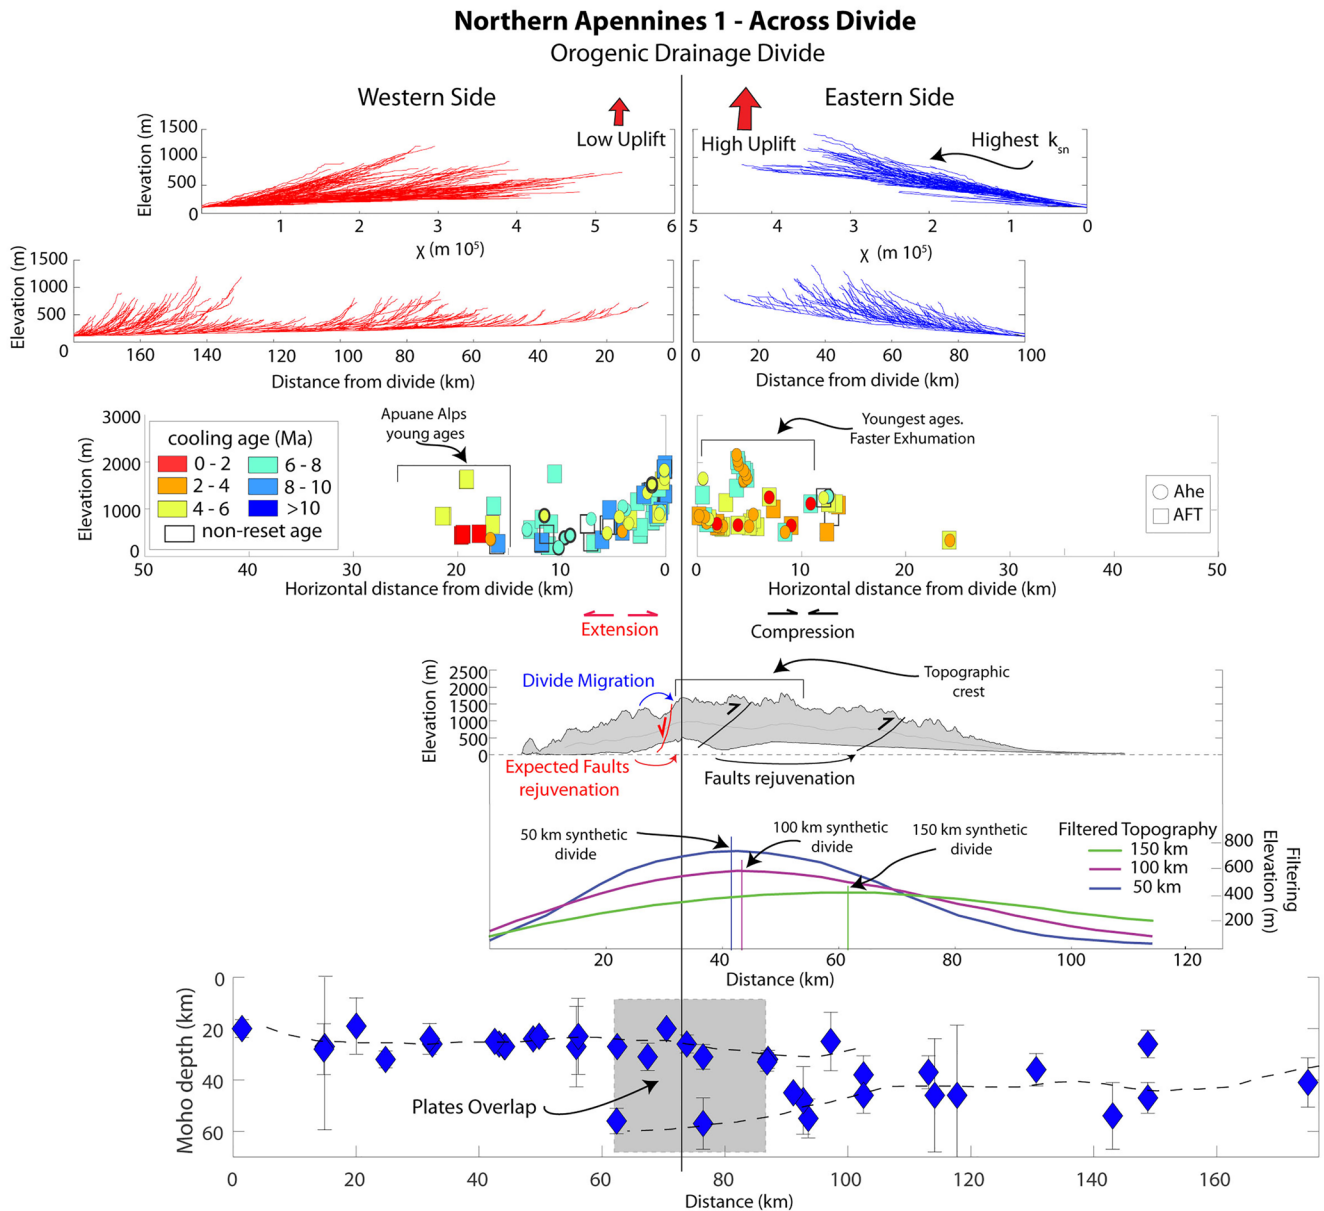 Northern Apennines 1 - Across Divide
Orogenic Drainage Divide
Western Side
Eastern Side
Low Uplift
High Uplift
Highest ksn
Elevation (m)
1500
1000
500
0
1 2 3 4 5 6
χ (m 10⁵)
5 4 3 2 1 0
χ (m 10⁵)
Elevation (m)
1500
1000
500
0
160 140 120 100 80 60 40 20 0
Distance from divide (km)
0 20 40 60 80 100
Distance from divide (km)
Elevation (m)
3000
2000
1000
0
cooling age (Ma)
0 - 2
6 - 8
2 - 4
8 - 10
4 - 6
>10
non-reset age
Apuane Alps
young ages
Youngest ages.
Faster Exhumation
Ahe
AFT
50 30 20 10 0
Horizontal distance from divide (km)
0 10 20 30 40 50
Horizontal distance from divide (km)
Extension
Compression
Elevation (m)
2500
2000
1500
1000
500
0
Divide Migration
Topographic
crest
Expected Faults
rejuvenation
Faults rejuvenation
50 km synthetic
divide
100 km synthetic
divide
150 km synthetic
divide
Filtered Topography
150 km
100 km
50 km
800
600
400
200
Filtering
Elevation (m)
20 40 60 80 100 120
Distance (km)
Moho depth (km)
0
20
40
60
Plates Overlap
0 20 40 60 80 100 120 140 160
Distance (km)